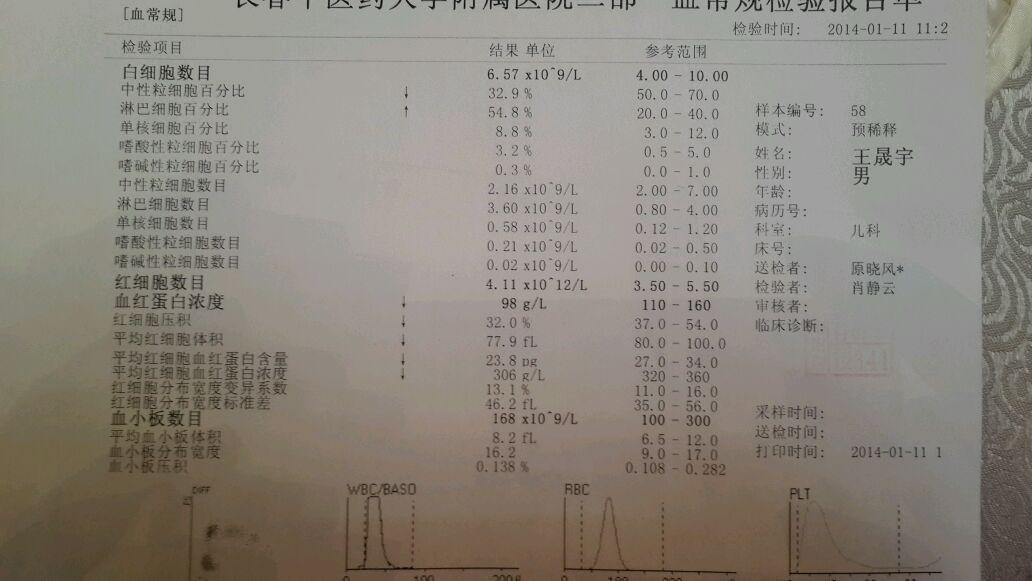 长春中医药大学附属医院二部 血常规检验报告单
[血常规]
检验时间: 2014-01-11 11:2
检验项目 结果 单位 参考范围
白细胞数目 6.57 x10^9/L 4.00 - 10.00
中性粒细胞百分比 ↓ 32.9 % 50.0 - 70.0
淋巴细胞百分比 ↑ 54.8 % 20.0 - 40.0
单核细胞百分比 8.8 % 3.0 - 12.0
嗜酸性粒细胞百分比 3.2 % 0.5 - 5.0
嗜碱性粒细胞百分比 0.3 % 0.0 - 1.0
中性粒细胞数目 2.16 x10^9/L 2.00 - 7.00
淋巴细胞数目 3.60 x10^9/L 0.80 - 4.00
单核细胞数目 0.58 x10^9/L 0.12 - 1.20
嗜酸性粒细胞数目 0.21 x10^9/L 0.02 - 0.50
嗜碱性粒细胞数目 0.02 x10^9/L 0.00 - 0.10
红细胞数目 4.11 x10^12/L 3.50 - 5.50
血红蛋白浓度 ↓ 98 g/L 110 - 160
红细胞压积 ↓ 32.0 % 37.0 - 54.0
平均红细胞体积 ↓ 77.9 fL 80.0 - 100.0
平均红细胞血红蛋白含量 ↓ 23.8 pg 27.0 - 34.0
平均红细胞血红蛋白浓度 ↓ 306 g/L 320 - 360
红细胞分布宽度变异系数 13.1 % 11.0 - 16.0
红细胞分布宽度标准差 46.2 fL 35.0 - 56.0
血小板数目 168 x10^9/L 100 - 300
平均血小板体积 8.2 fL 6.5 - 12.0
血小板分布宽度 16.2 9.0 - 17.0
血小板压积 0.138 % 0.108 - 0.282
样本编号: 58
模式: 预稀释
姓名: 王晟宇
性别: 男
年龄:
病历号:
科室: 儿科
床号:
送检者: 原晓风*
检验者: 肖静云
审核者:
临床诊断:
采样时间:
送检时间:
打印时间: 2014-01-11 1
DIFF
WBC/BASO
RBC
PLT